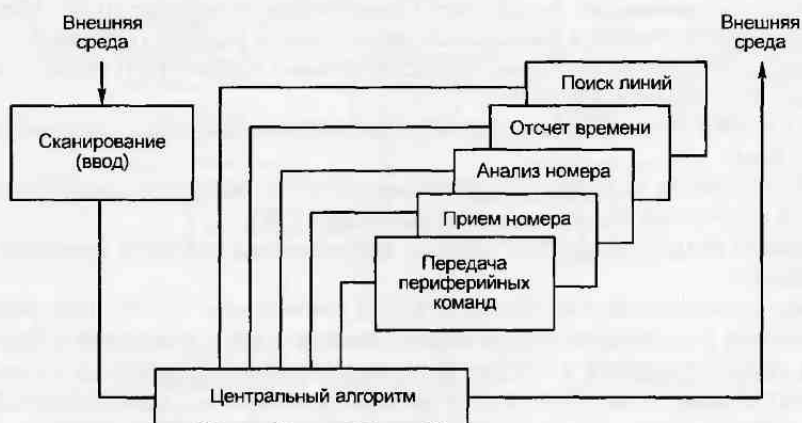 Внешняя
среда
Внешняя
среда
Сканирование
(ввод)
Поиск линий
Отсчет времени
Анализ номера
Прием номера
Передача
периферийных
команд
Центральный алгоритм